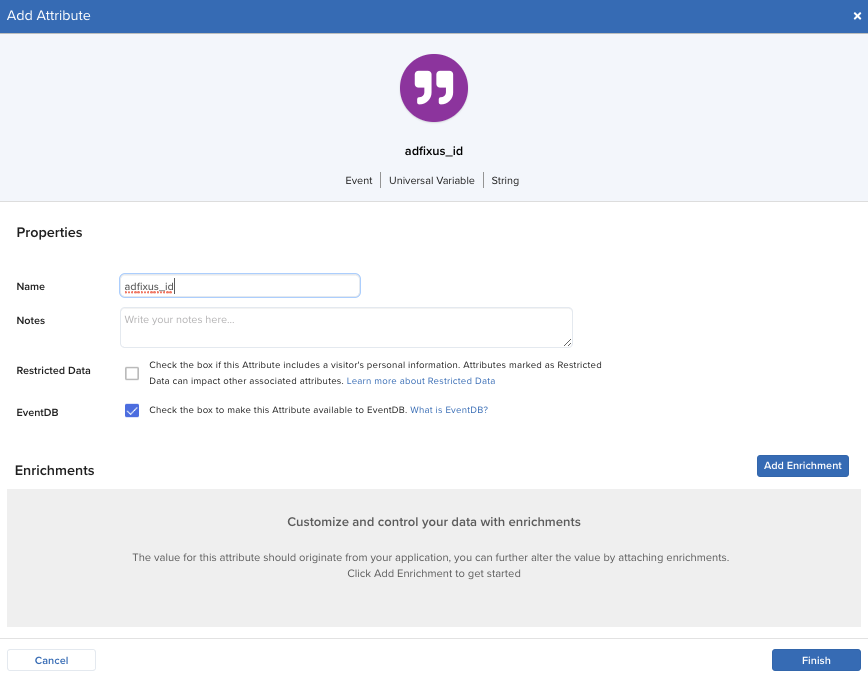 Add Attribute
adfixus_id
Event | Universal Variable | String
Properties
Name
adfixus_id
Notes
Write your notes here...
Restricted Data
Check the box if this Attribute includes a visitor's personal information. Attributes marked as Restricted
Data can impact other associated attributes. Learn more about Restricted Data
EventDB
Check the box to make this Attribute available to EventDB. What is EventDB?
Enrichments
Add Enrichment
Customize and control your data with enrichments
The value for this attribute should originate from your application, you can further alter the value by attaching enrichments.
Click Add Enrichment to get started
Cancel
Finish